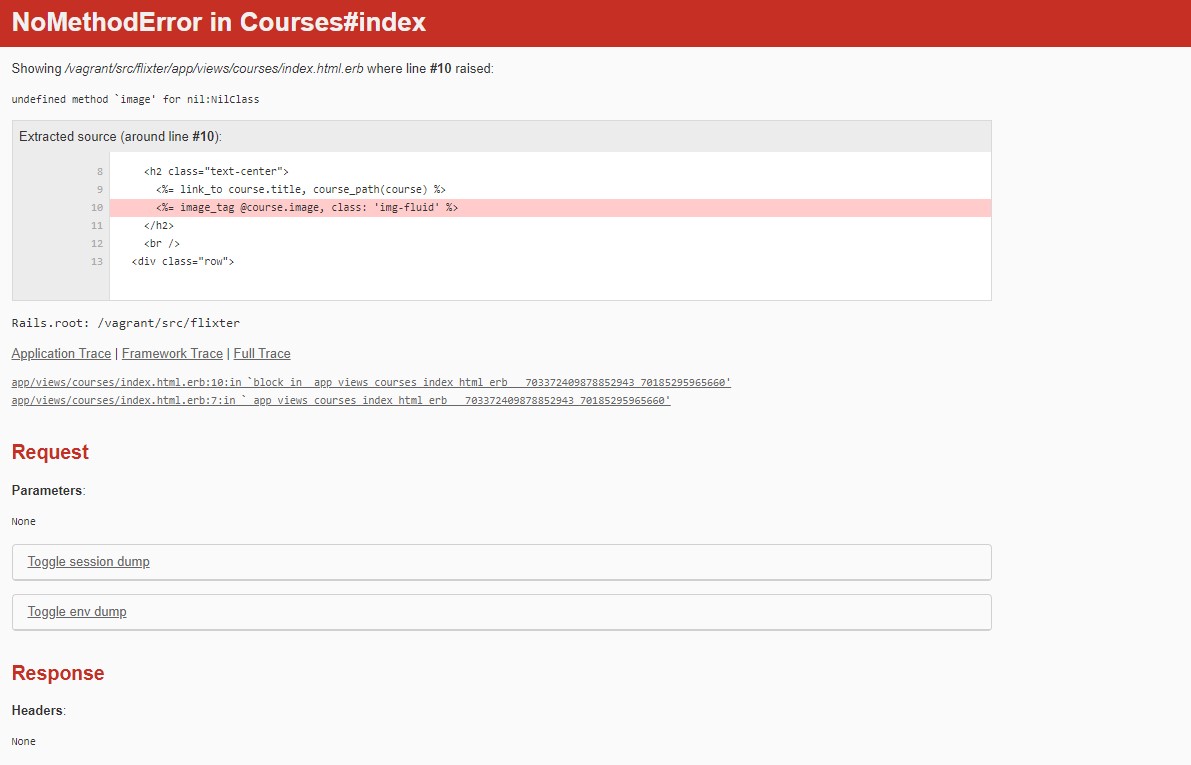 NoMethodError in Courses#index
Showing /vagrant/src/flixter/app/views/courses/index.html.erb where line #10 raised:
undefined method `image' for nil:NilClass
Extracted source (around line #10):
8 <h2 class="text-center">
9 <%= link_to course.title, course_path(course) %>
10 <%= image_tag @course.image, class: 'img-fluid' %>
11 </h2>
12 <br />
13 <div class="row">
Rails.root: /vagrant/src/flixter
Application Trace | Framework Trace | Full Trace
app/views/courses/index.html.erb:10:in `block in _app_views_courses_index_html_erb___703372409878852943_70185295965660'
app/views/courses/index.html.erb:7:in `_app_views_courses_index_html_erb___703372409878852943_70185295965660'
Request
Parameters:
None
Toggle session dump
Toggle env dump
Response
Headers:
None